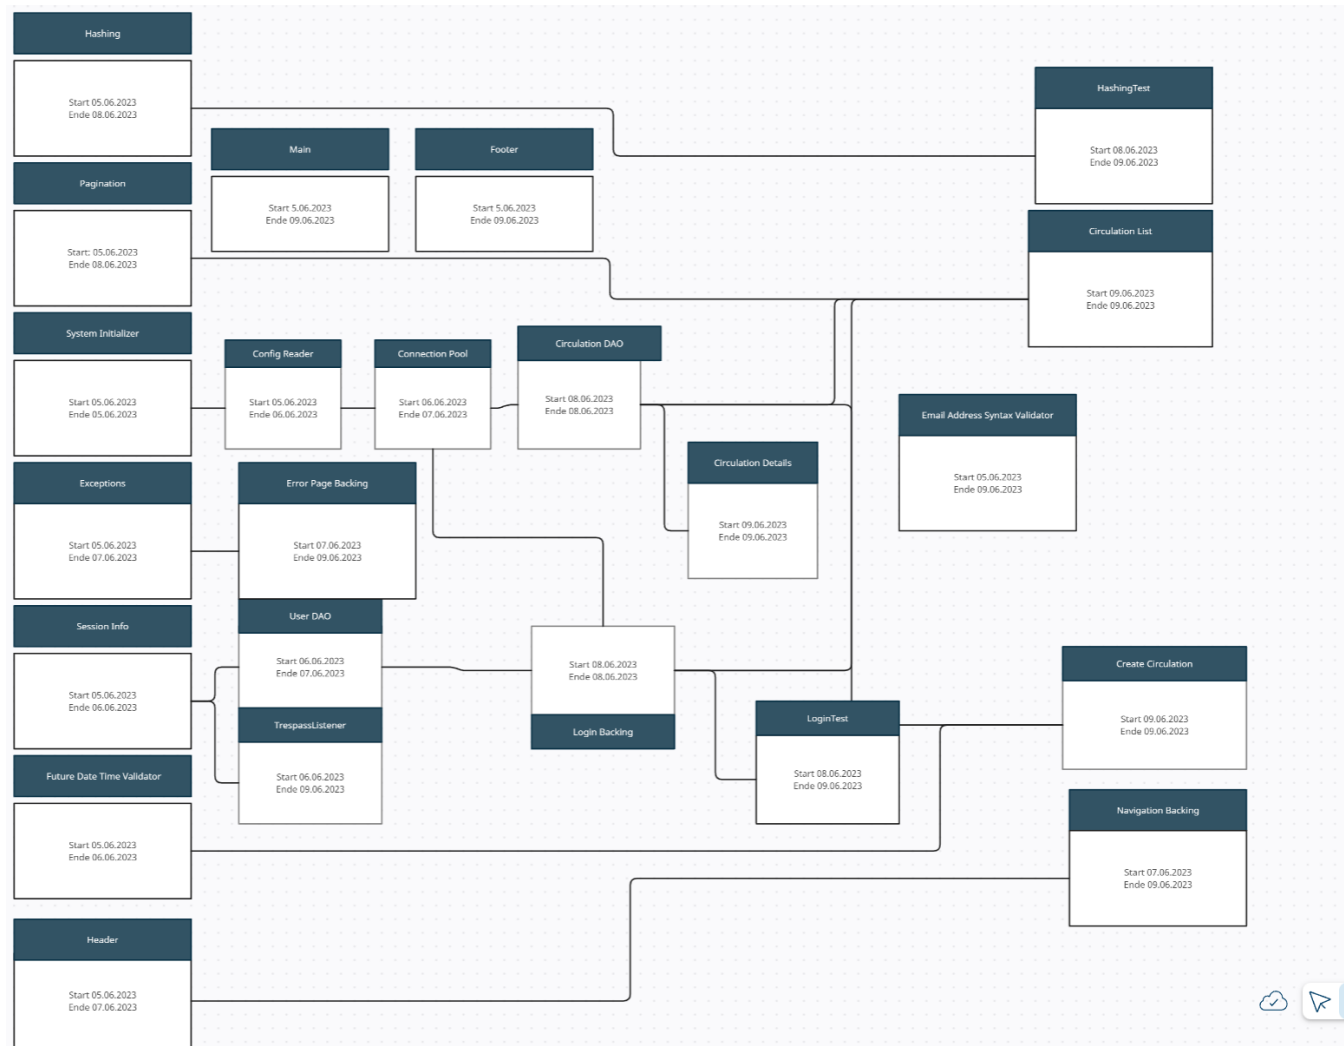 Hashing
Start 05.06.2023
Ende 08.06.2023
HashingTest
Start 08.06.2023
Ende 09.06.2023
Main
Start 5.06.2023
Ende 09.06.2023
Footer
Start 5.06.2023
Ende 09.06.2023
Pagination
Start: 05.06.2023
Ende 08.06.2023
Circulation List
Start 09.06.2023
Ende 09.06.2023
System Initializer
Start 05.06.2023
Ende 05.06.2023
Config Reader
Start 05.06.2023
Ende 06.06.2023
Connection Pool
Start 06.06.2023
Ende 07.06.2023
Circulation DAO
Start 08.06.2023
Ende 08.06.2023
Circulation Details
Start 09.06.2023
Ende 09.06.2023
Email Address Syntax Validator
Start 05.06.2023
Ende 09.06.2023
Exceptions
Start 05.06.2023
Ende 07.06.2023
Error Page Backing
Start 07.06.2023
Ende 09.06.2023
Session Info
Start 05.06.2023
Ende 06.06.2023
User DAO
Start 06.06.2023
Ende 07.06.2023
TrespassListener
Start 06.06.2023
Ende 09.06.2023
Start 08.06.2023
Ende 08.06.2023
Login Backing
LoginTest
Start 08.06.2023
Ende 09.06.2023
Create Circulation
Start 09.06.2023
Ende 09.06.2023
Future Date Time Validator
Start 05.06.2023
Ende 06.06.2023
Navigation Backing
Start 07.06.2023
Ende 09.06.2023
Header
Start 05.06.2023
Ende 07.06.2023